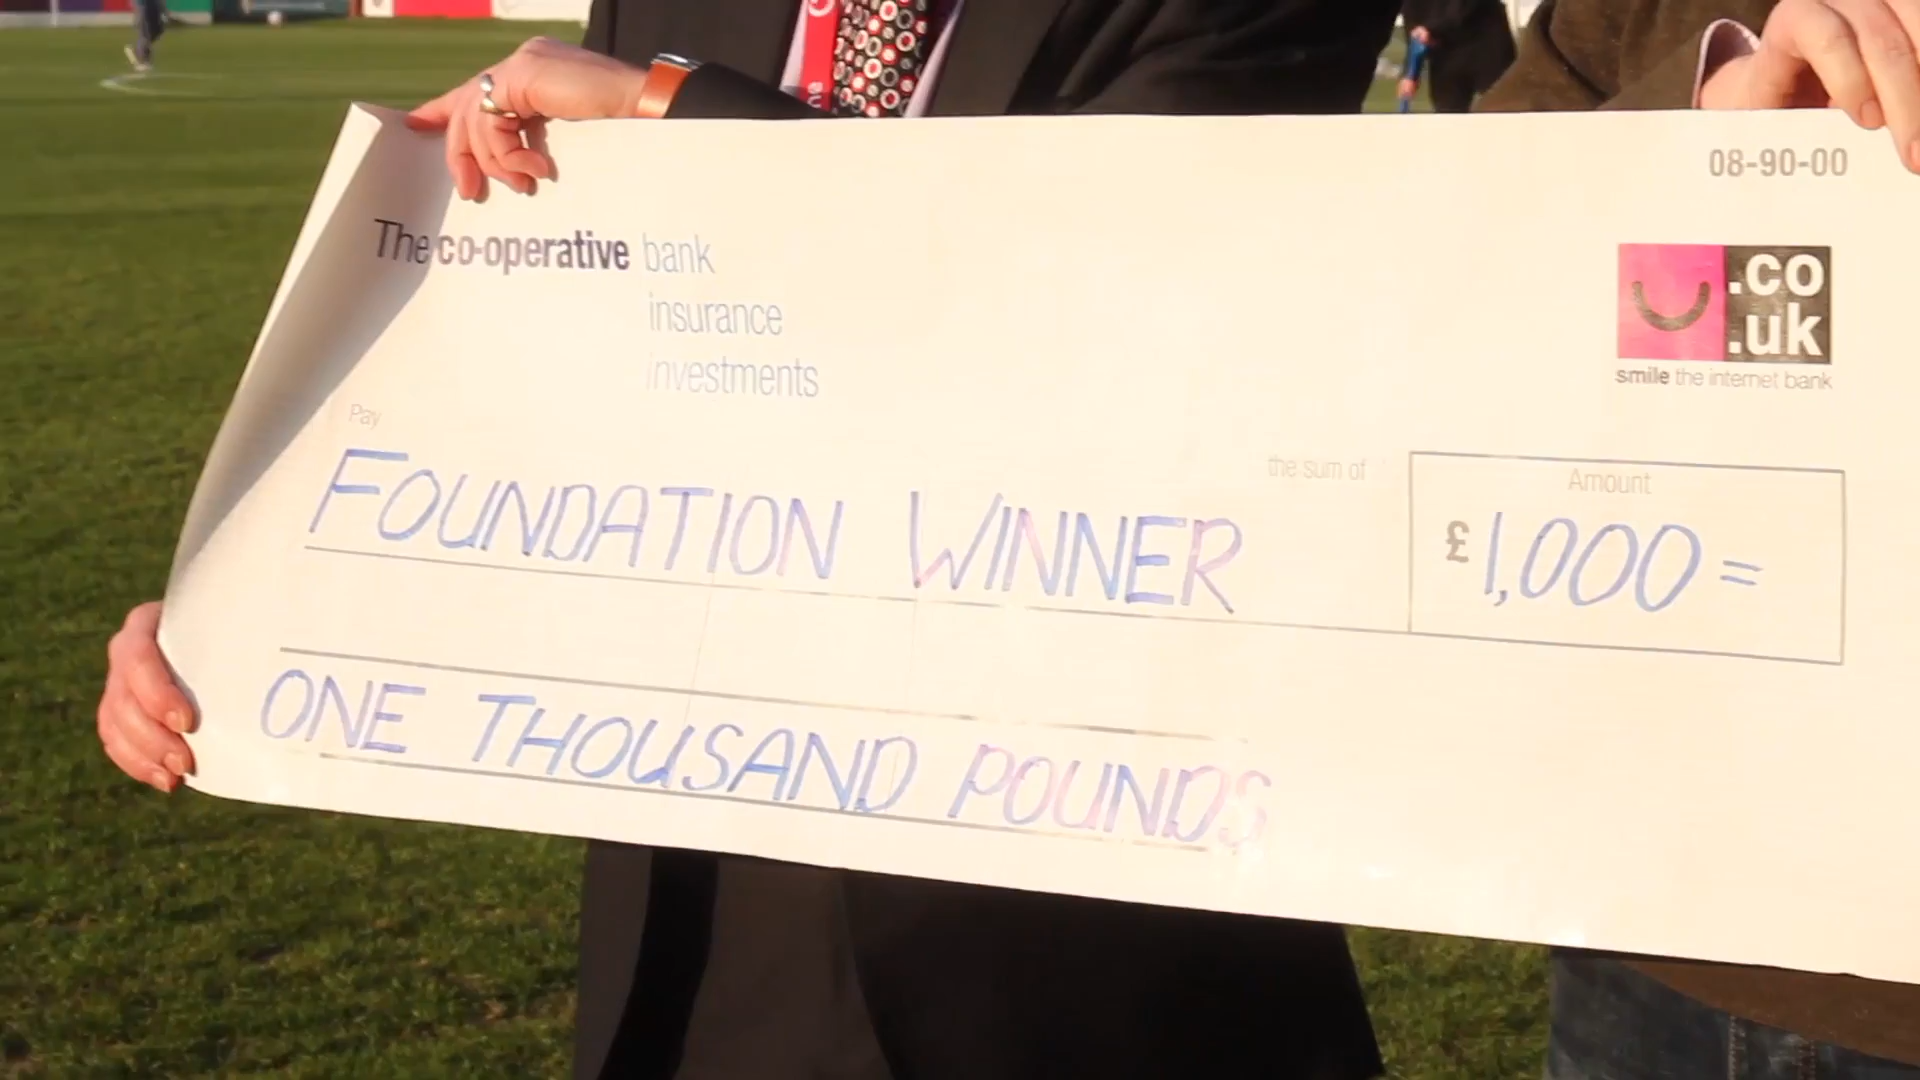 08-90-00
The co-operative bank
insurance
investments
.co
.uk
smile the internet bank
Pay
FOUNDATION WINNER
the sum of
Amount
£1,000=
ONE THOUSAND POUNDS